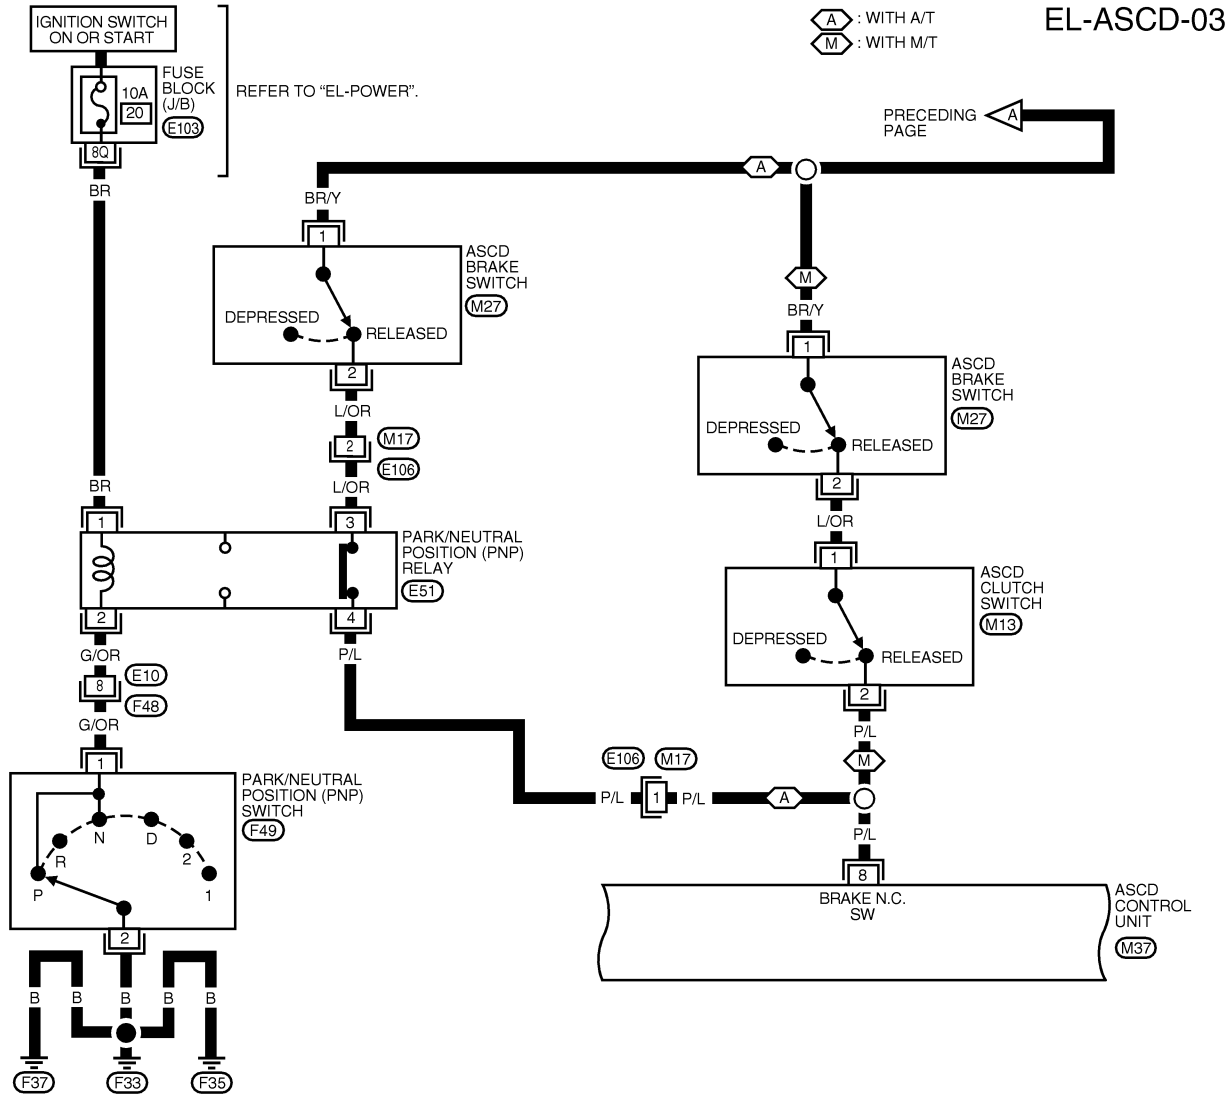 IGNITION SWITCH
ON OR START
FUSE
BLOCK
(J/B)
E103
10A
20
8Q
REFER TO “EL-POWER”.
A : WITH A/T
M : WITH M/T
EL-ASCD-03
PRECEDING
PAGE
A
BR
A
BR/Y
1
ASCD
BRAKE
SWITCH
M27
DEPRESSED
RELEASED
2
L/OR
2
M17
E106
L/OR
M
BR/Y
1
ASCD
BRAKE
SWITCH
M27
DEPRESSED
RELEASED
2
L/OR
1
ASCD
CLUTCH
SWITCH
M13
DEPRESSED
RELEASED
2
P/L
M
BR
1
3
PARK/NEUTRAL
POSITION (PNP)
RELAY
E51
2
4
G/OR
P/L
8
E10
F48
G/OR
1
PARK/NEUTRAL
POSITION (PNP)
SWITCH
F49
P
R
N
D
2
1
2
E106
M17
P/L
1
P/L
A
P/L
8
BRAKE N.C.
SW
ASCD
CONTROL
UNIT
M37
B
B
B
B
B
F37
F33
F35